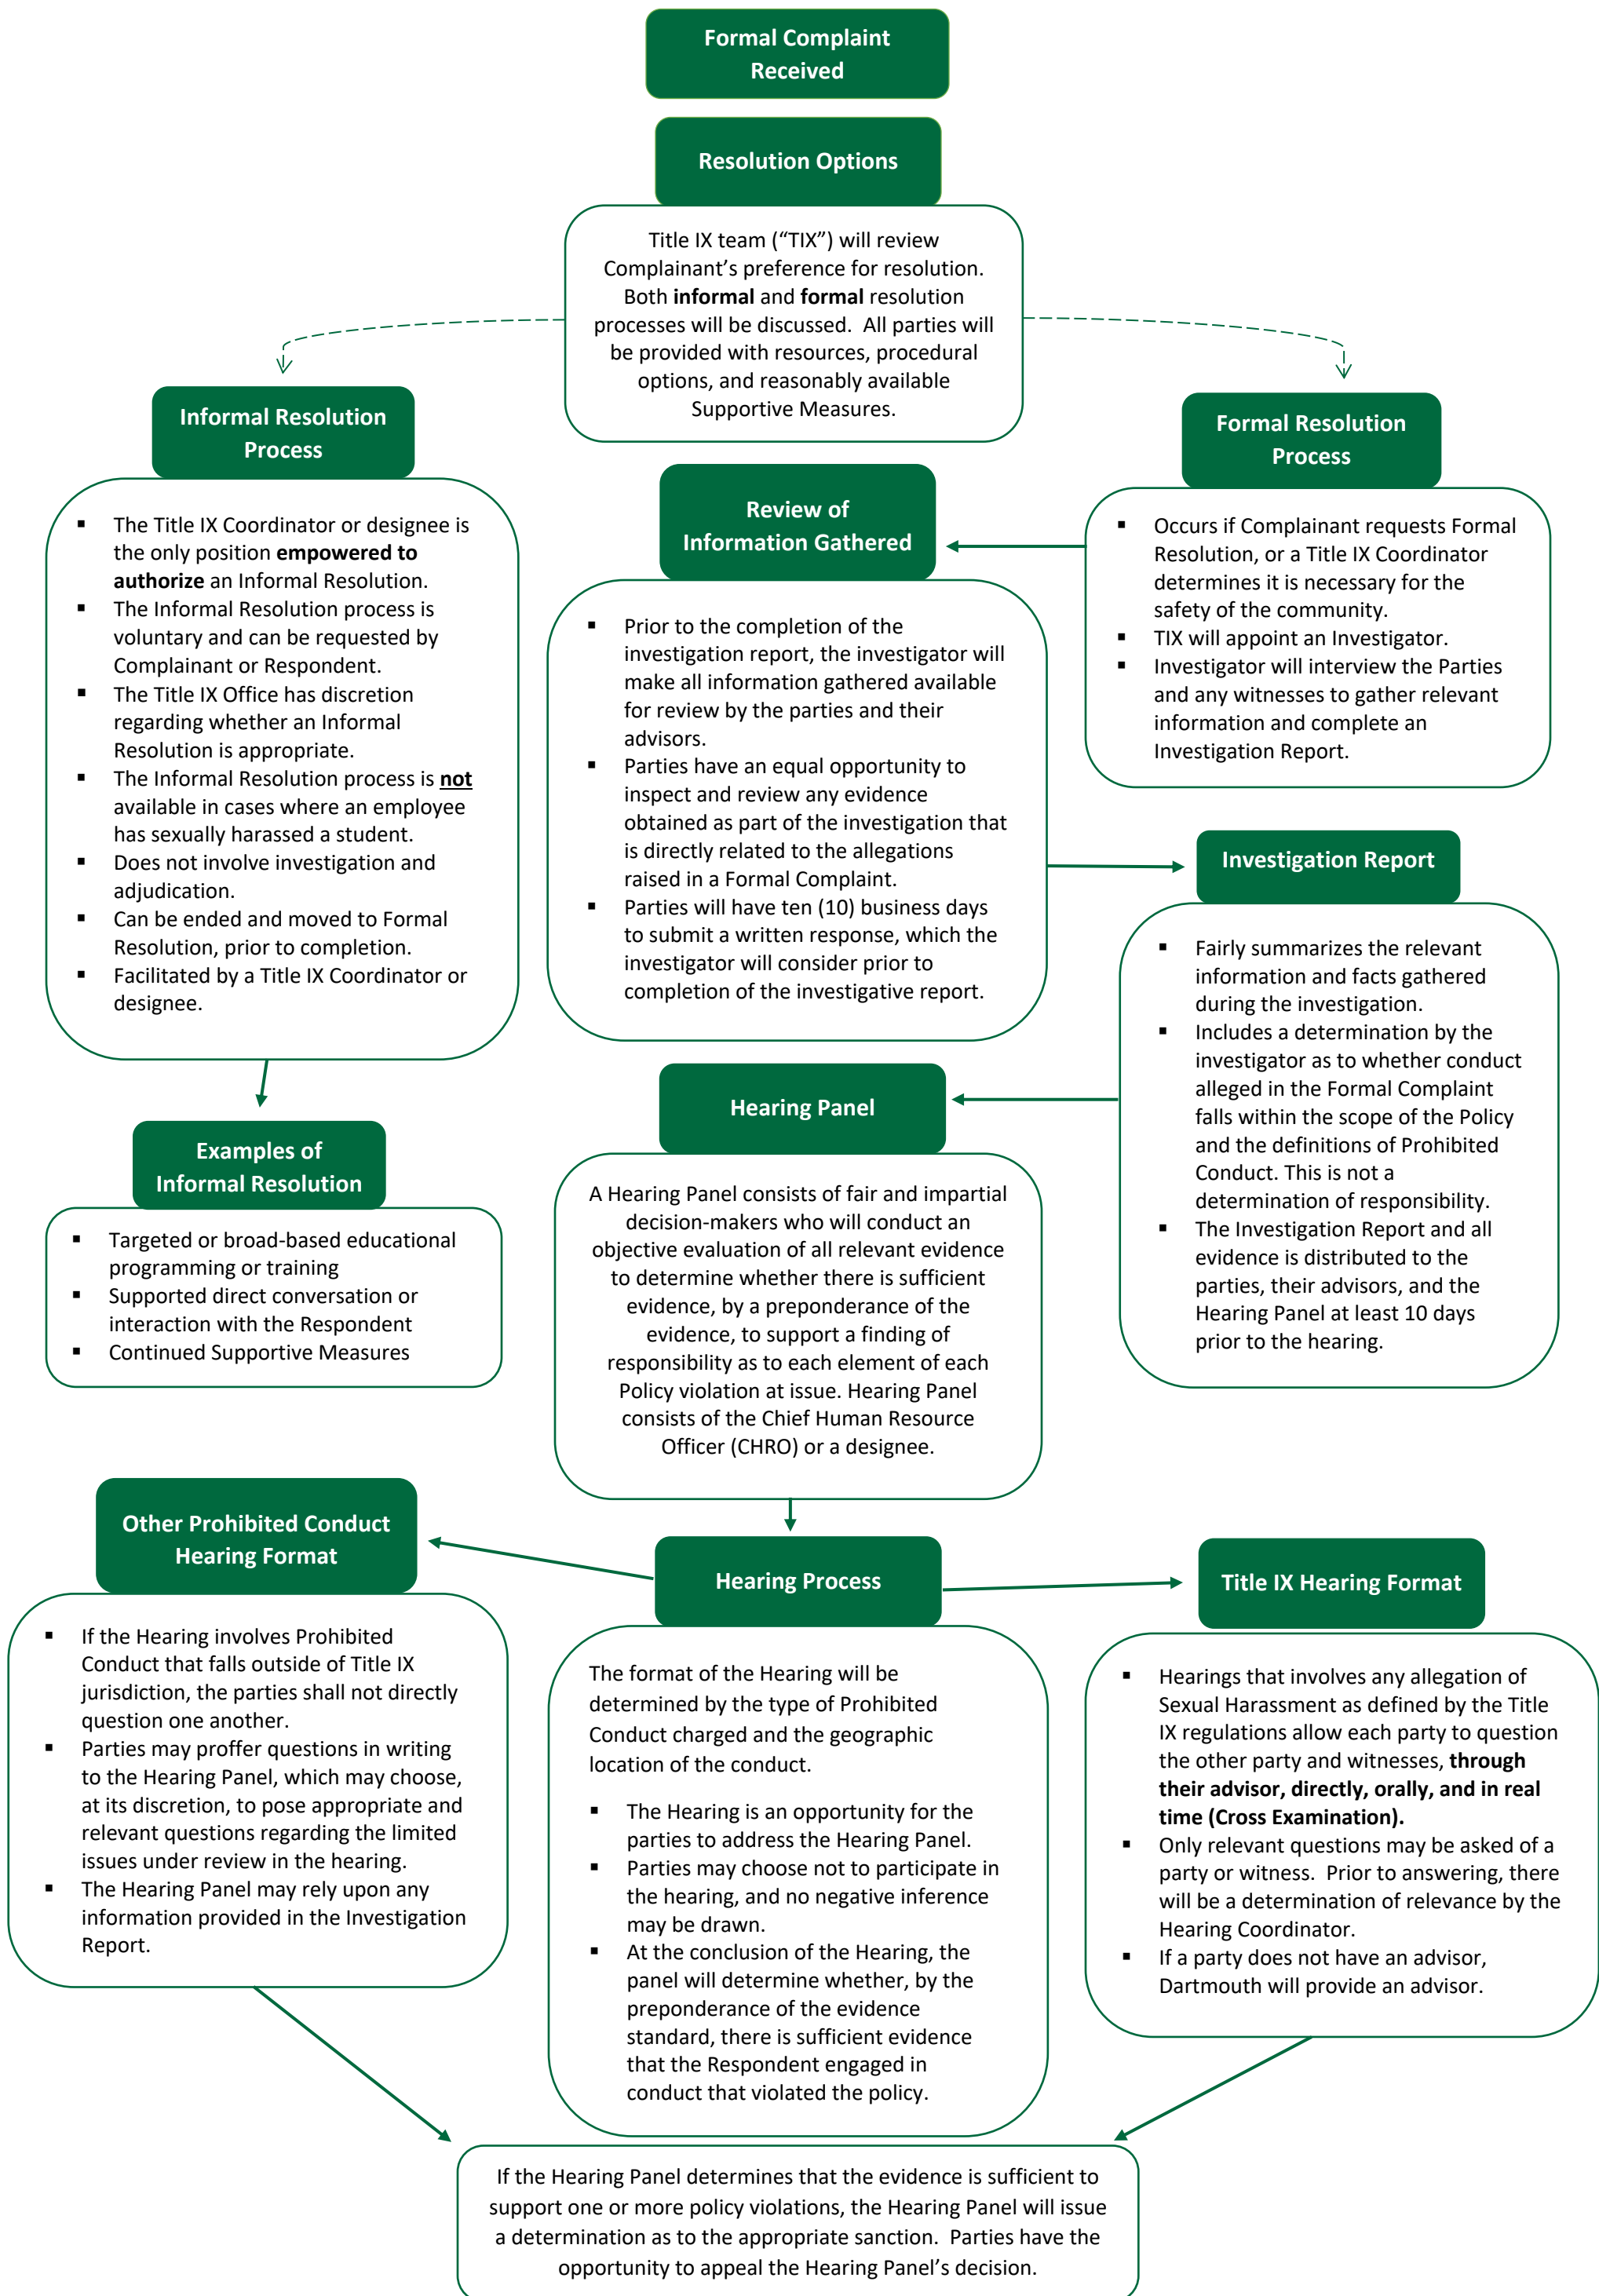 Formal Complaint
Received
Resolution Options
Title IX team (“TIX”) will review
Complainant’s preference for resolution.
Both informal and formal resolution
processes will be discussed.  All parties will
be provided with resources, procedural
options, and reasonably available
Supportive Measures.
Informal Resolution
Process
▪ The Title IX Coordinator or designee is
the only position empowered to
authorize an Informal Resolution.
▪ The Informal Resolution process is
voluntary and can be requested by
Complainant or Respondent.
▪ The Title IX Office has discretion
regarding whether an Informal
Resolution is appropriate.
▪ The Informal Resolution process is not
available in cases where an employee
has sexually harassed a student.
▪ Does not involve investigation and
adjudication.
▪ Can be ended and moved to Formal
Resolution, prior to completion.
▪ Facilitated by a Title IX Coordinator or
designee.
Examples of
Informal Resolution
▪ Targeted or broad-based educational
programming or training
▪ Supported direct conversation or
interaction with the Respondent
▪ Continued Supportive Measures
Formal Resolution
Process
▪ Occurs if Complainant requests Formal
Resolution, or a Title IX Coordinator
determines it is necessary for the
safety of the community.
▪ TIX will appoint an Investigator.
▪ Investigator will interview the Parties
and any witnesses to gather relevant
information and complete an
Investigation Report.
Review of
Information Gathered
▪ Prior to the completion of the
investigation report, the investigator will
make all information gathered available
for review by the parties and their
advisors.
▪ Parties have an equal opportunity to
inspect and review any evidence
obtained as part of the investigation that
is directly related to the allegations
raised in a Formal Complaint.
▪ Parties will have ten (10) business days
to submit a written response, which the
investigator will consider prior to
completion of the investigative report.
Investigation Report
▪ Fairly summarizes the relevant
information and facts gathered
during the investigation.
▪ Includes a determination by the
investigator as to whether conduct
alleged in the Formal Complaint
falls within the scope of the Policy
and the definitions of Prohibited
Conduct. This is not a
determination of responsibility.
▪ The Investigation Report and all
evidence is distributed to the
parties, their advisors, and the
Hearing Panel at least 10 days
prior to the hearing.
Hearing Panel
A Hearing Panel consists of fair and impartial
decision-makers who will conduct an
objective evaluation of all relevant evidence
to determine whether there is sufficient
evidence, by a preponderance of the
evidence, to support a finding of
responsibility as to each element of each
Policy violation at issue. Hearing Panel
consists of the Chief Human Resource
Officer (CHRO) or a designee.
Other Prohibited Conduct
Hearing Format
▪ If the Hearing involves Prohibited
Conduct that falls outside of Title IX
jurisdiction, the parties shall not directly
question one another.
▪ Parties may proffer questions in writing
to the Hearing Panel, which may choose,
at its discretion, to pose appropriate and
relevant questions regarding the limited
issues under review in the hearing.
▪ The Hearing Panel may rely upon any
information provided in the Investigation
Report.
Hearing Process
The format of the Hearing will be
determined by the type of Prohibited
Conduct charged and the geographic
location of the conduct.
▪ The Hearing is an opportunity for the
parties to address the Hearing Panel.
▪ Parties may choose not to participate in
the hearing, and no negative inference
may be drawn.
▪ At the conclusion of the Hearing, the
panel will determine whether, by the
preponderance of the evidence
standard, there is sufficient evidence
that the Respondent engaged in
conduct that violated the policy.
Title IX Hearing Format
▪ Hearings that involves any allegation of
Sexual Harassment as defined by the Title
IX regulations allow each party to question
the other party and witnesses, through
their advisor, directly, orally, and in real
time (Cross Examination).
▪ Only relevant questions may be asked of a
party or witness.  Prior to answering, there
will be a determination of relevance by the
Hearing Coordinator.
▪ If a party does not have an advisor,
Dartmouth will provide an advisor.
If the Hearing Panel determines that the evidence is sufficient to
support one or more policy violations, the Hearing Panel will issue
a determination as to the appropriate sanction.  Parties have the
opportunity to appeal the Hearing Panel’s decision.